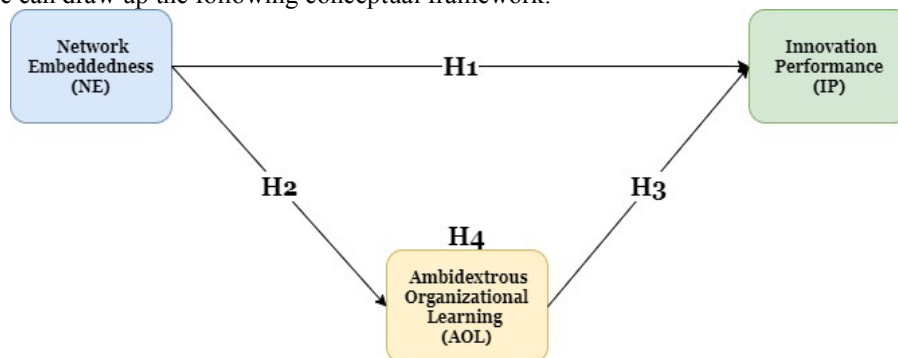 can draw up the following conceptual framework:
Network
Embeddedness
(NE)
H1
Innovation
Performance
(IP)
H2
H3
H4
Ambidextrous
Organizational
Learning
(AOL)